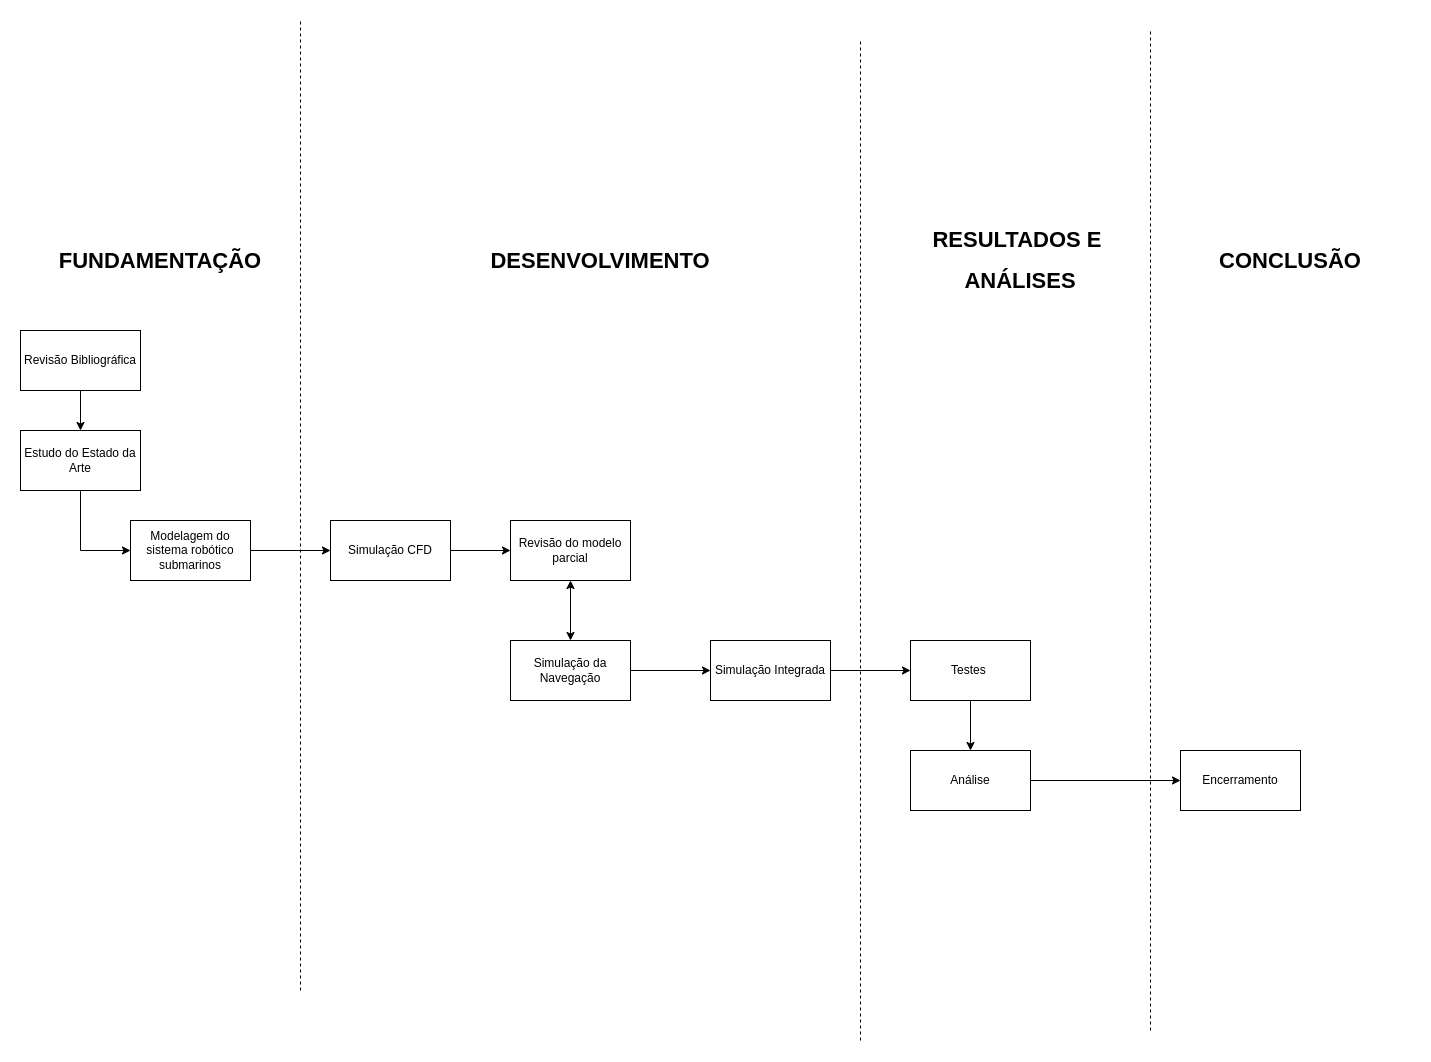 FUNDAMENTAÇÃO
DESENVOLVIMENTO
RESULTADOS E
ANÁLISES
CONCLUSÃO
Revisão Bibliográfica
Estudo do Estado da
Arte
Modelagem do
sistema robótico
submarinos
Simulação CFD
Revisão do modelo
parcial
Simulação da
Navegação
Simulação Integrada
Testes
Análise
Encerramento